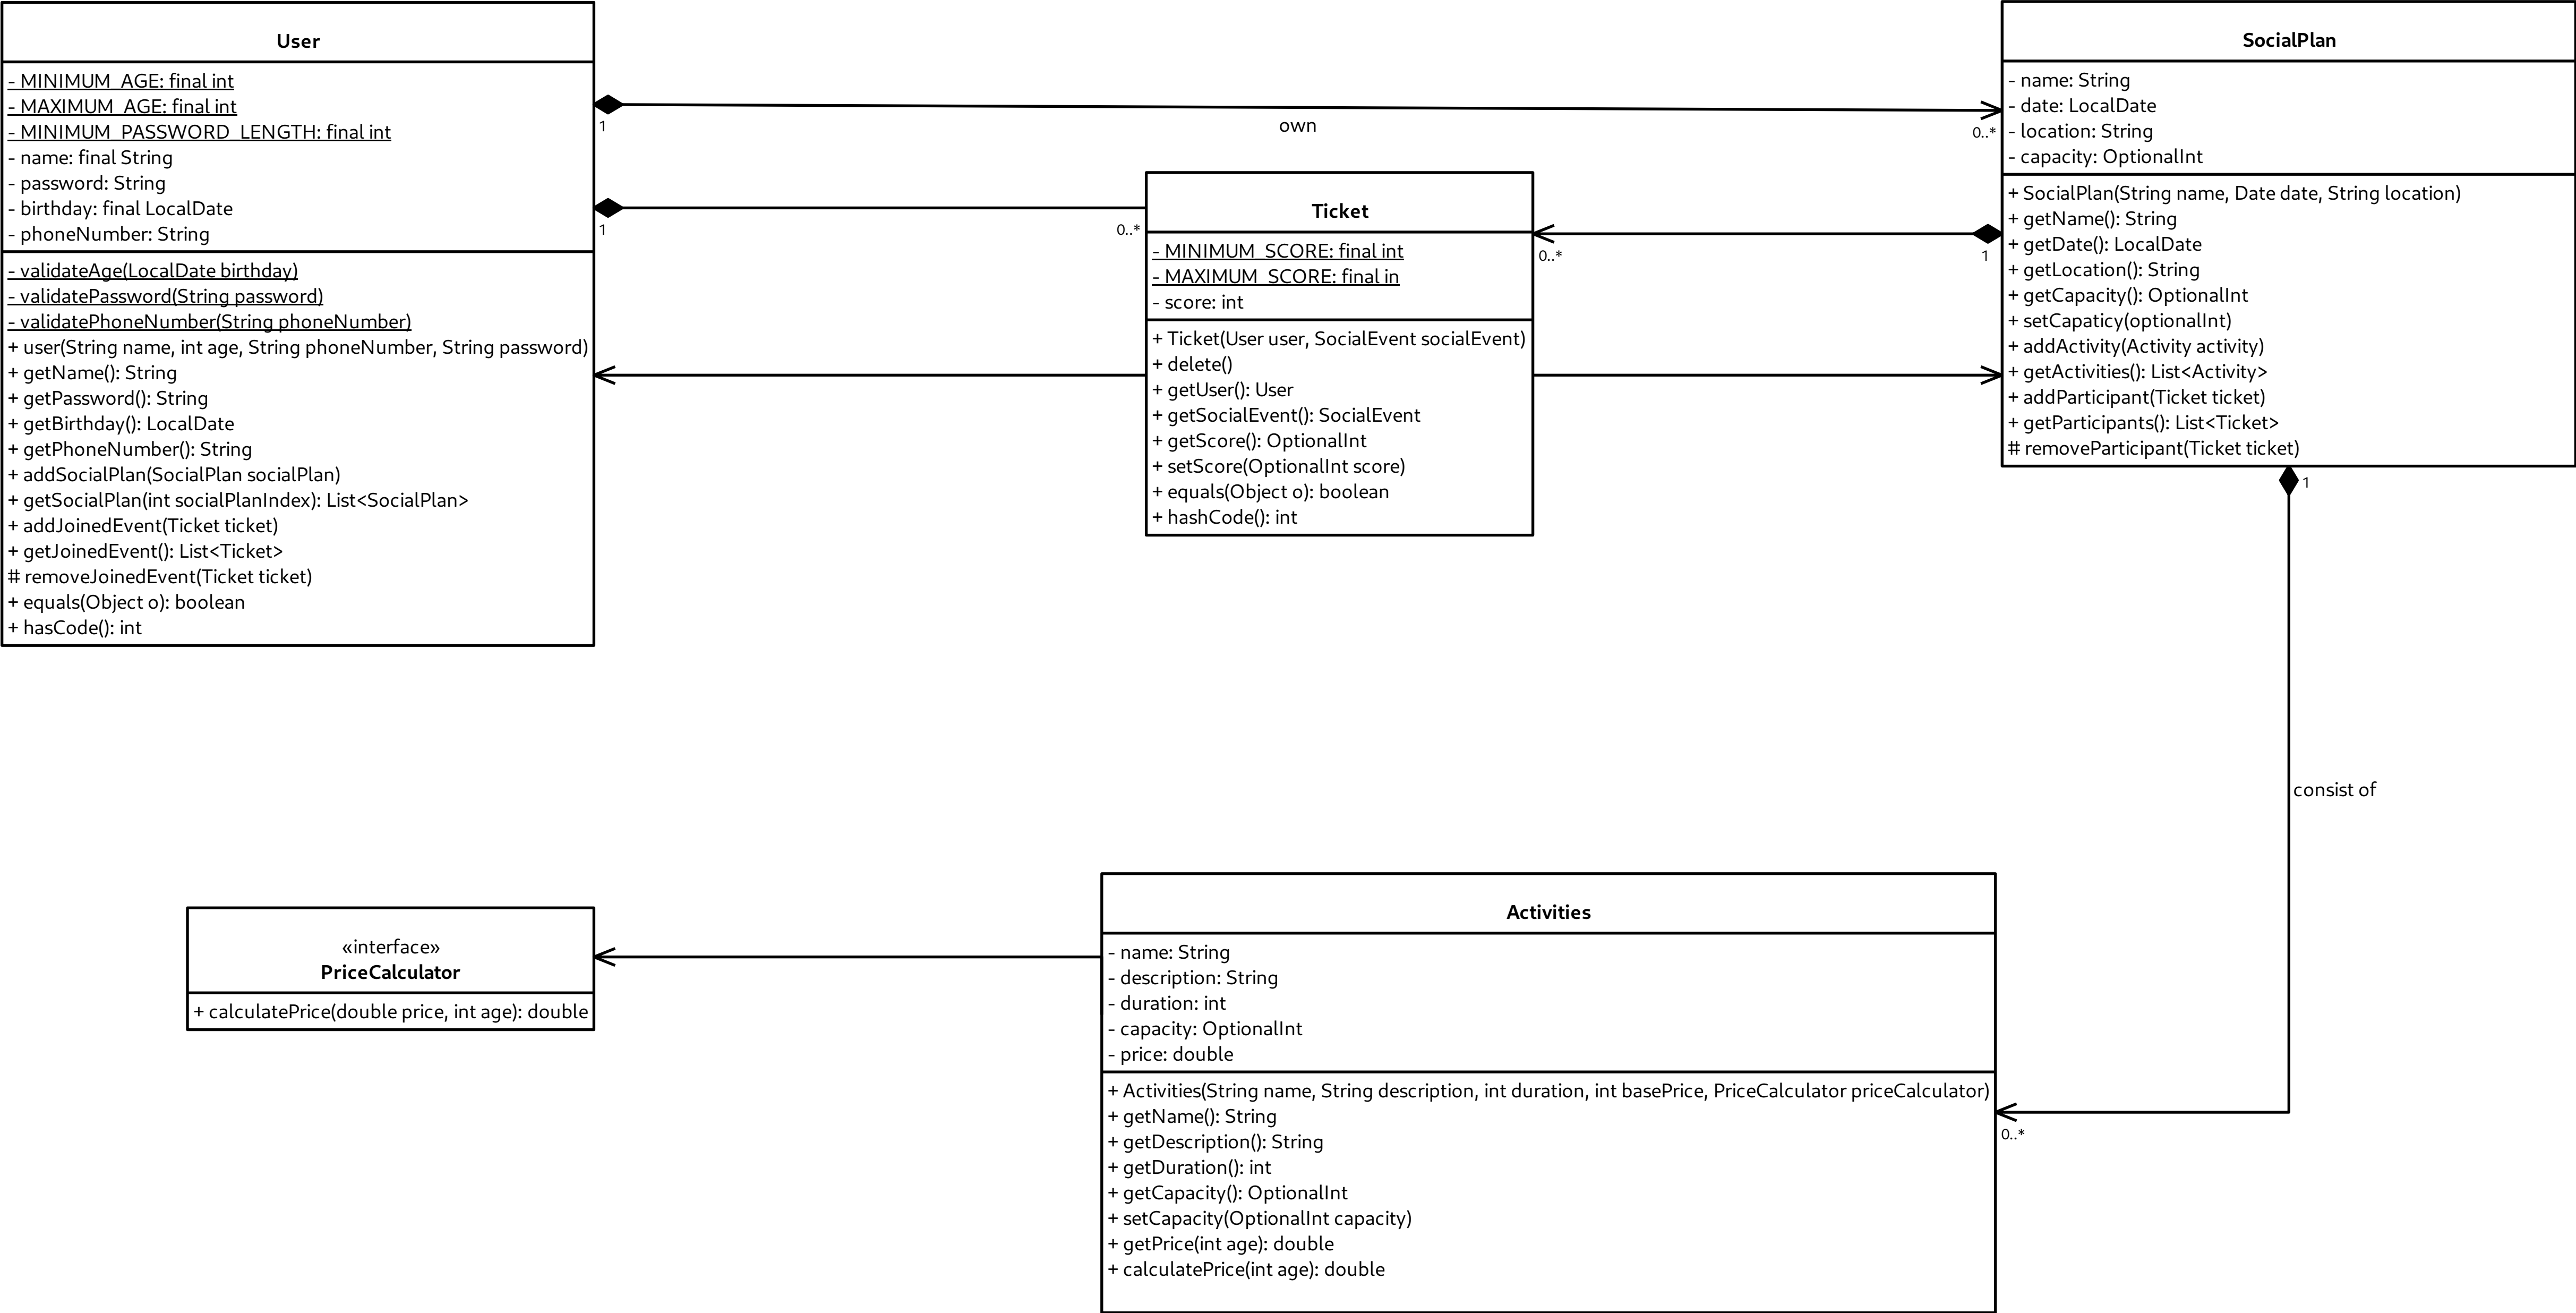 User
- MINIMUM_AGE: final int
- MAXIMUM_AGE: final int
- MINIMUM_PASSWORD_LENGTH: final int
- name: final String
- password: String
- birthday: final LocalDate
- phoneNumber: String
- validateAge(LocalDate birthday)
- validatePassword(String password)
- validatePhoneNumber(String phoneNumber)
+ user(String name, int age, String phoneNumber, String password)
+ getName(): String
+ getPassword(): String
+ getBirthday(): LocalDate
+ getPhoneNumber(): String
+ addSocialPlan(SocialPlan socialPlan)
+ getSocialPlan(int socialPlanIndex): List<SocialPlan>
+ addJoinedEvent(Ticket ticket)
+ getJoinedEvent(): List<Ticket>
# removeJoinedEvent(Ticket ticket)
+ equals(Object o): boolean
+ hasCode(): int
1
own
0..*
1
0..*
Ticket
- MINIMUM_SCORE: final int
- MAXIMUM_SCORE: final in
- score: int
+ Ticket(User user, SocialEvent socialEvent)
+ delete()
+ getUser(): User
+ getSocialEvent(): SocialEvent
+ getScore(): OptionalInt
+ setScore(OptionalInt score)
+ equals(Object o): boolean
+ hashCode(): int
0..*
1
SocialPlan
- name: String
- date: LocalDate
- location: String
- capacity: OptionalInt
+ SocialPlan(String name, Date date, String location)
+ getName(): String
+ getDate(): LocalDate
+ getLocation(): String
+ getCapacity(): OptionalInt
+ setCapaticy(optionalInt)
+ addActivity(Activity activity)
+ getActivities(): List<Activity>
+ addParticipant(Ticket ticket)
+ getParticipants(): List<Ticket>
# removeParticipant(Ticket ticket)
1
consist of
0..*
«interface»
PriceCalculator
+ calculatePrice(double price, int age): double
Activities
- name: String
- description: String
- duration: int
- capacity: OptionalInt
- price: double
+ Activities(String name, String description, int duration, int basePrice, PriceCalculator priceCalculator)
+ getName(): String
+ getDescription(): String
+ getDuration(): int
+ getCapacity(): OptionalInt
+ setCapacity(OptionalInt capacity)
+ getPrice(int age): double
+ calculatePrice(int age): double